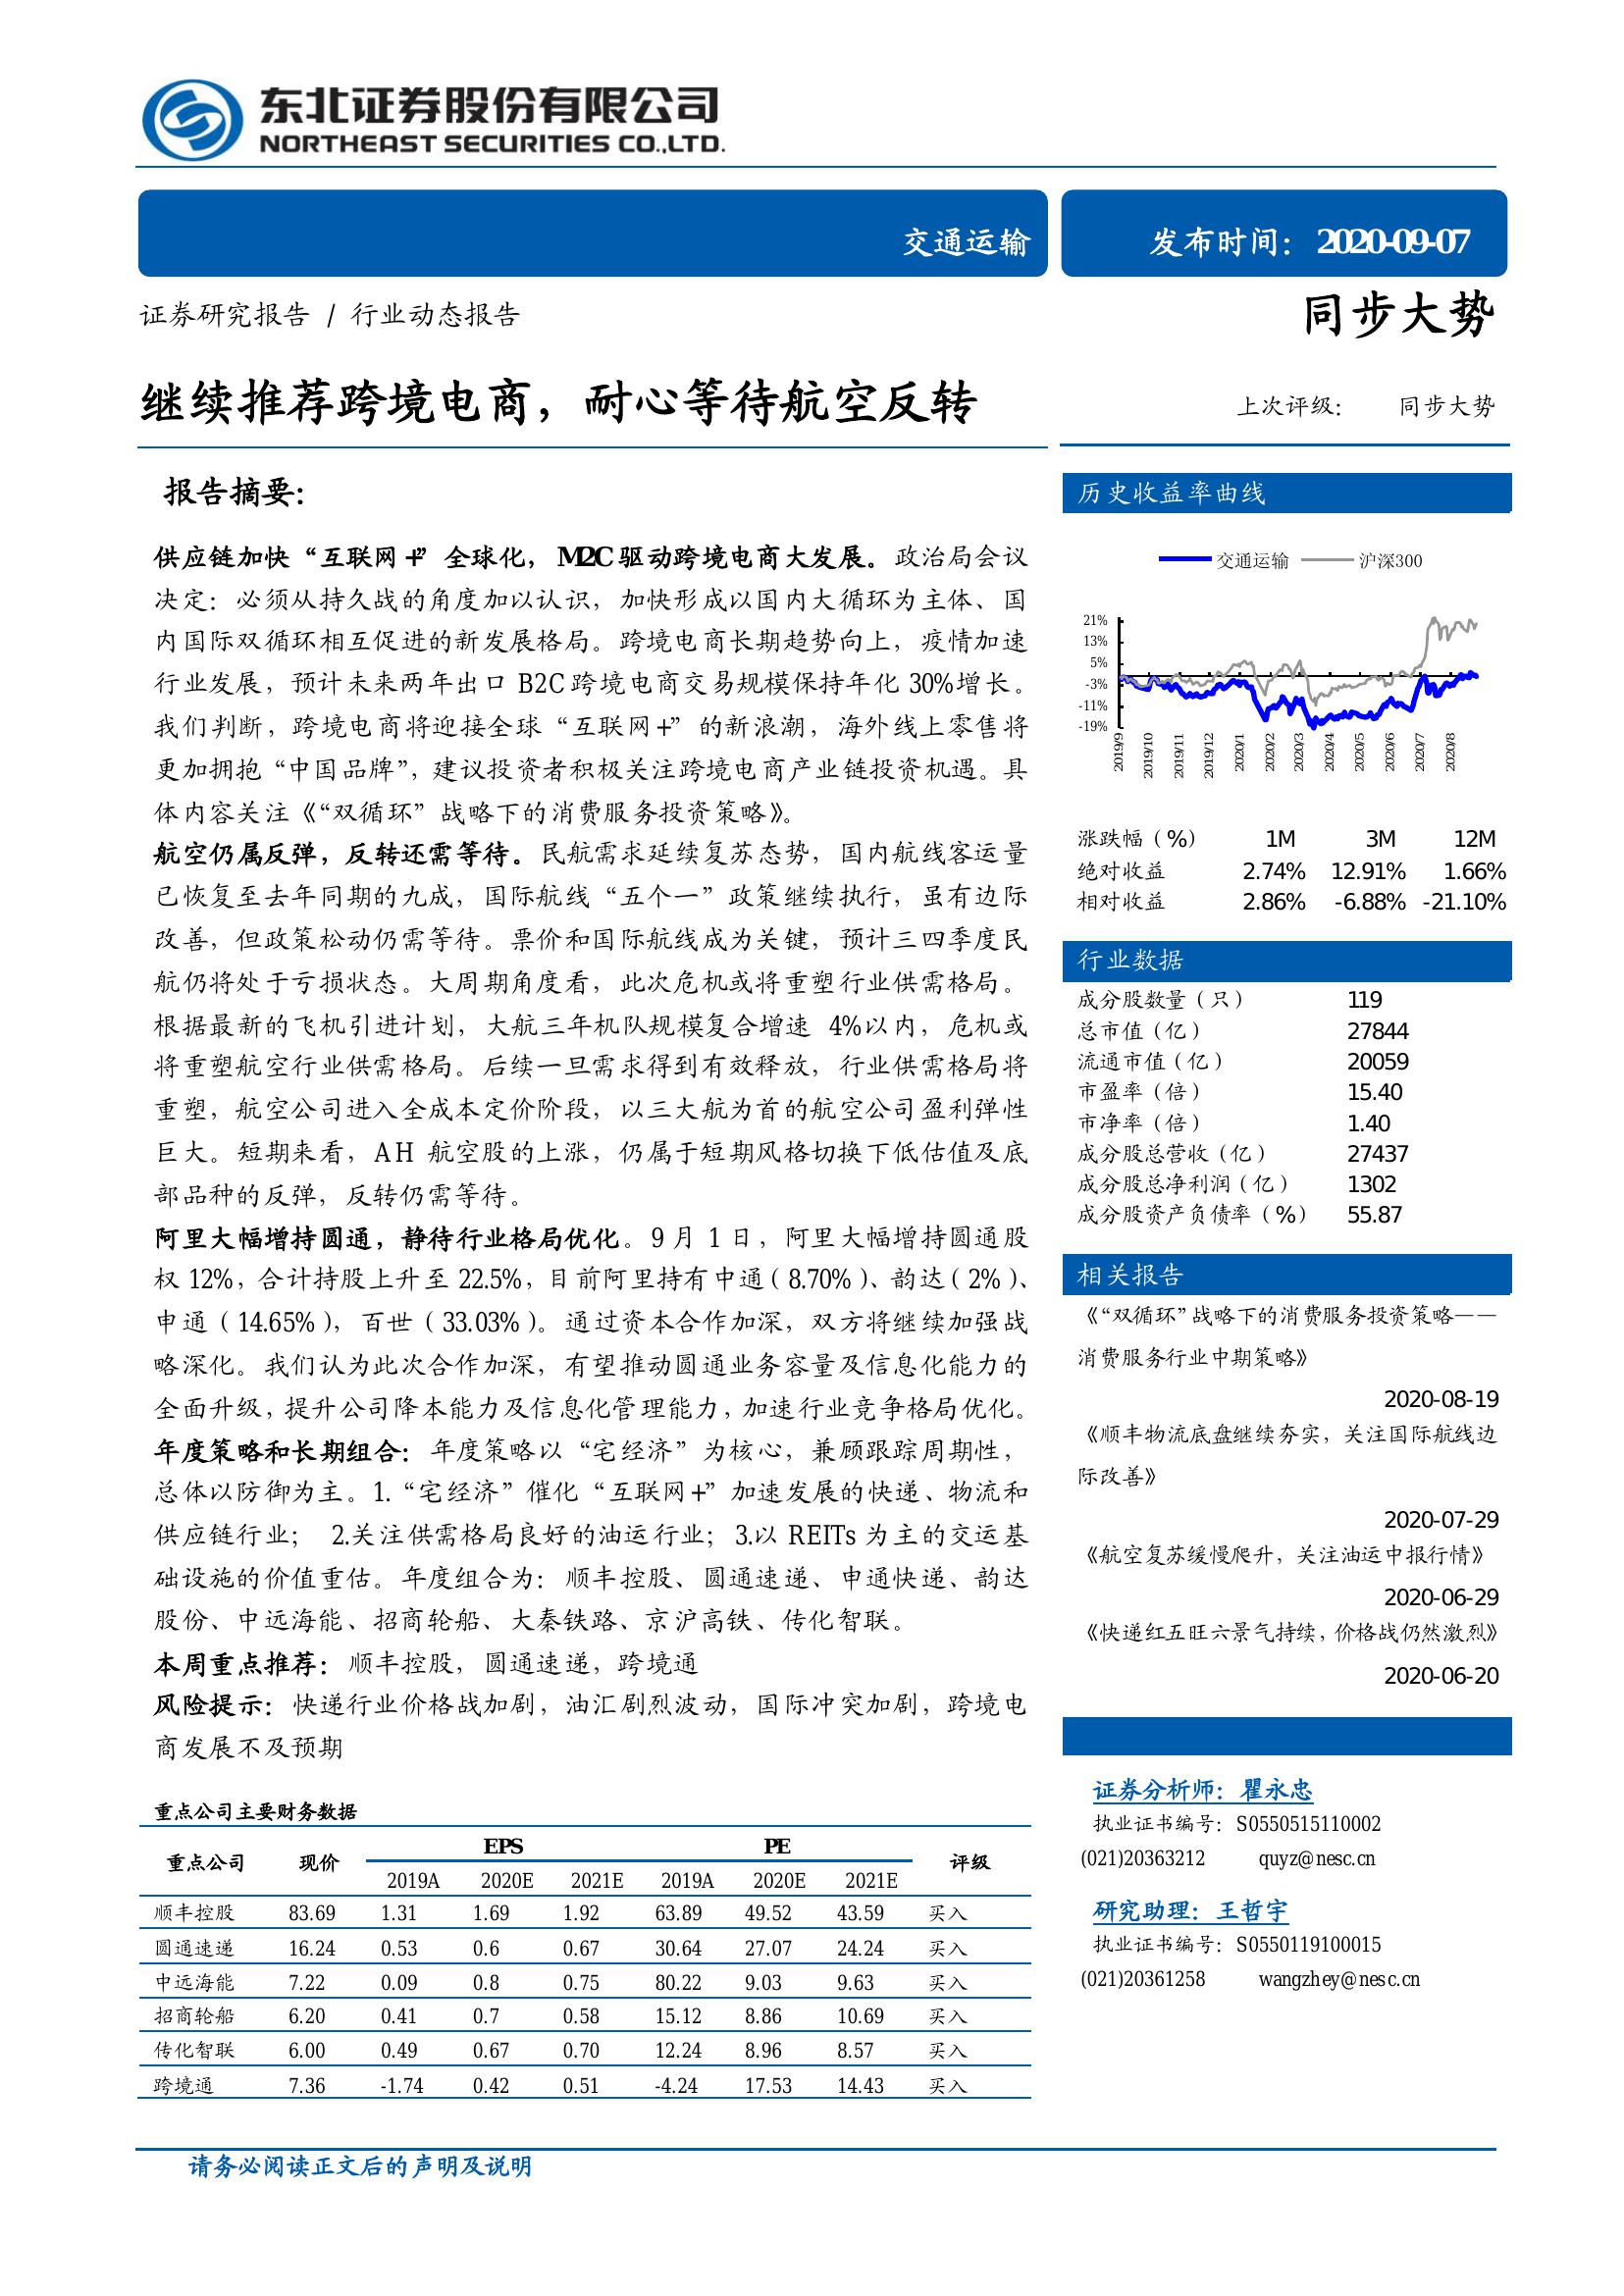 东北证券股份有限公司
NORTHEAST SECURITIES CO.,LTD.
交通运输
发布时间：2020-09-07
证券研究报告 / 行业动态报告
同步大势
继续推荐跨境电商，耐心等待航空反转
上次评级： 同步大势
报告摘要：
供应链加快“互联网+”全球化，M2C 驱动跨境电商大发展。政治局会议
决定：必须从持久战的角度加以认识，加快形成以国内大循环为主体、国
内国际双循环相互促进的新发展格局。跨境电商长期趋势向上，疫情加速
行业发展，预计未来两年出口 B2C 跨境电商交易规模保持年化 30%增长。
我们判断，跨境电商将迎接全球“互联网+”的新浪潮，海外线上零售将
更加拥抱“中国品牌”，建议投资者积极关注跨境电商产业链投资机遇。具
体内容关注《“双循环”战略下的消费服务投资策略》。
航空仍属反弹，反转还需等待。民航需求延续复苏态势，国内航线客运量
已恢复至去年同期的九成，国际航线“五个一”政策继续执行，虽有边际
改善，但政策松动仍需等待。票价和国际航线成为关键，预计三四季度民
航仍将处于亏损状态。大周期角度看，此次危机或将重塑行业供需格局。
根据最新的飞机引进计划，大航三年机队规模复合增速 4%以内，危机或
将重塑航空行业供需格局。后续一旦需求得到有效释放，行业供需格局将
重塑，航空公司进入全成本定价阶段，以三大航为首的航空公司盈利弹性
巨大。短期来看，AH 航空股的上涨，仍属于短期风格切换下低估值及底
部品种的反弹，反转仍需等待。
阿里大幅增持圆通，静待行业格局优化。9 月 1 日，阿里大幅增持圆通股
权 12%，合计持股上升至 22.5%，目前阿里持有中通（8.70%）、韵达（2%）、
申通（14.65%），百世（33.03%）。通过资本合作加深，双方将继续加强战
略深化。我们认为此次合作加深，有望推动圆通业务容量及信息化能力的
全面升级，提升公司降本能力及信息化管理能力，加速行业竞争格局优化。
年度策略和长期组合：年度策略以“宅经济”为核心，兼顾跟踪周期性，
总体以防御为主。1.“宅经济”催化“互联网+”加速发展的快递、物流和
供应链行业； 2.关注供需格局良好的油运行业；3.以 REITs 为主的交运基
础设施的价值重估。年度组合为：顺丰控股、圆通速递、申通快递、韵达
股份、中远海能、招商轮船、大秦铁路、京沪高铁、传化智联。
本周重点推荐：顺丰控股，圆通速递，跨境通
风险提示：快递行业价格战加剧，油汇剧烈波动，国际冲突加剧，跨境电
商发展不及预期
重点公司主要财务数据
重点公司 现价 EPS PE 评级
2019A 2020E 2021E 2019A 2020E 2021E
顺丰控股 83.69 1.31 1.69 1.92 63.89 49.52 43.59 买入
圆通速递 16.24 0.53 0.6 0.67 30.64 27.07 24.24 买入
中远海能 7.22 0.09 0.8 0.75 80.22 9.03 9.63 买入
招商轮船 6.20 0.41 0.7 0.58 15.12 8.86 10.69 买入
传化智联 6.00 0.49 0.67 0.70 12.24 8.96 8.57 买入
跨境通 7.36 -1.74 0.42 0.51 -4.24 17.53 14.43 买入
历史收益率曲线
交通运输 沪深300
21%
13%
5%
-3%
-11%
-19%
2019/9 2019/10 2019/11 2019/12 2020/1 2020/2 2020/3 2020/4 2020/5 2020/6 2020/7 2020/8
涨跌幅（%） 1M 3M 12M
绝对收益 2.74% 12.91% 1.66%
相对收益 2.86% -6.88% -21.10%
行业数据
成分股数量（只） 119
总市值（亿） 27844
流通市值（亿） 20059
市盈率（倍） 15.40
市净率（倍） 1.40
成分股总营收（亿） 27437
成分股总净利润（亿） 1302
成分股资产负债率（%） 55.87
相关报告
《“双循环”战略下的消费服务投资策略——
消费服务行业中期策略》
2020-08-19
《顺丰物流底盘继续夯实，关注国际航线边
际改善》
2020-07-29
《航空复苏缓慢爬升，关注油运中报行情》
2020-06-29
《快递红五旺六景气持续，价格战仍然激烈》
2020-06-20
证券分析师：瞿永忠
执业证书编号：S0550515110002
(021)20363212 quyz@nesc.cn
研究助理：王哲宇
执业证书编号：S0550119100015
(021)20361258 wangzhey@nesc.cn
请务必阅读正文后的声明及说明